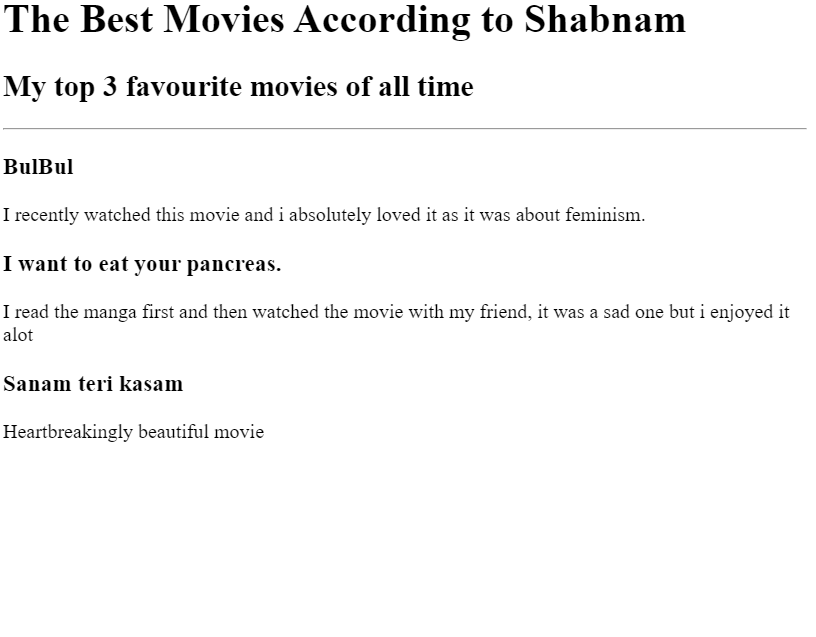 The Best Movies According to Shabnam
My top 3 favourite movies of all time
BulBul
I recently watched this movie and i absolutely loved it as it was about feminism.
I want to eat your pancreas.
I read the manga first and then watched the movie with my friend, it was a sad one but i enjoyed it
alot
Sanam teri kasam
Heartbreakingly beautiful movie